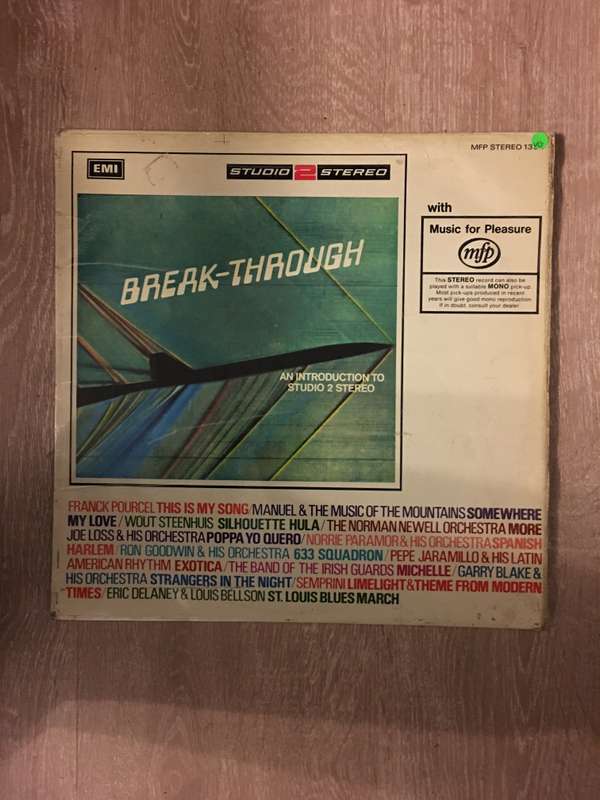 MFP STEREO 13
VG
EMI
STUDIO 2 STEREO
with
Music for Pleasure
mfp
This STEREO record can also be
played with a suitable MONO pick-up.
Most pick-ups produced in recent
years will give good mono reproduction.
If in doubt, consult your dealer.
BREAK-THROUGH
AN INTRODUCTION TO
STUDIO 2 STEREO
FRANCK POURCEL THIS IS MY SONG/MANUEL & THE MUSIC OF THE MOUNTAINS SOMEWHERE
MY LOVE/WOUT STEENHUIS SILHOUETTE HULA/THE NORMAN NEWELL ORCHESTRA MORE
JOE LOSS & HIS ORCHESTRA POPPA YO QUERO/NORRIE PARAMOR & HIS ORCHESTRA SPANISH
HARLEM/RON GOODWIN & HIS ORCHESTRA 633 SQUADRON/PEPE JARAMILLO & HIS LATIN
AMERICAN RHYTHM EXOTICA/THE BAND OF THE IRISH GUARDS MICHELLE/GARRY BLAKE &
HIS ORCHESTRA STRANGERS IN THE NIGHT/SEMPRINI LIMELIGHT & THEME FROM MODERN
TIMES/ERIC DELANEY & LOUIS BELLSON ST. LOUIS BLUES MARCH